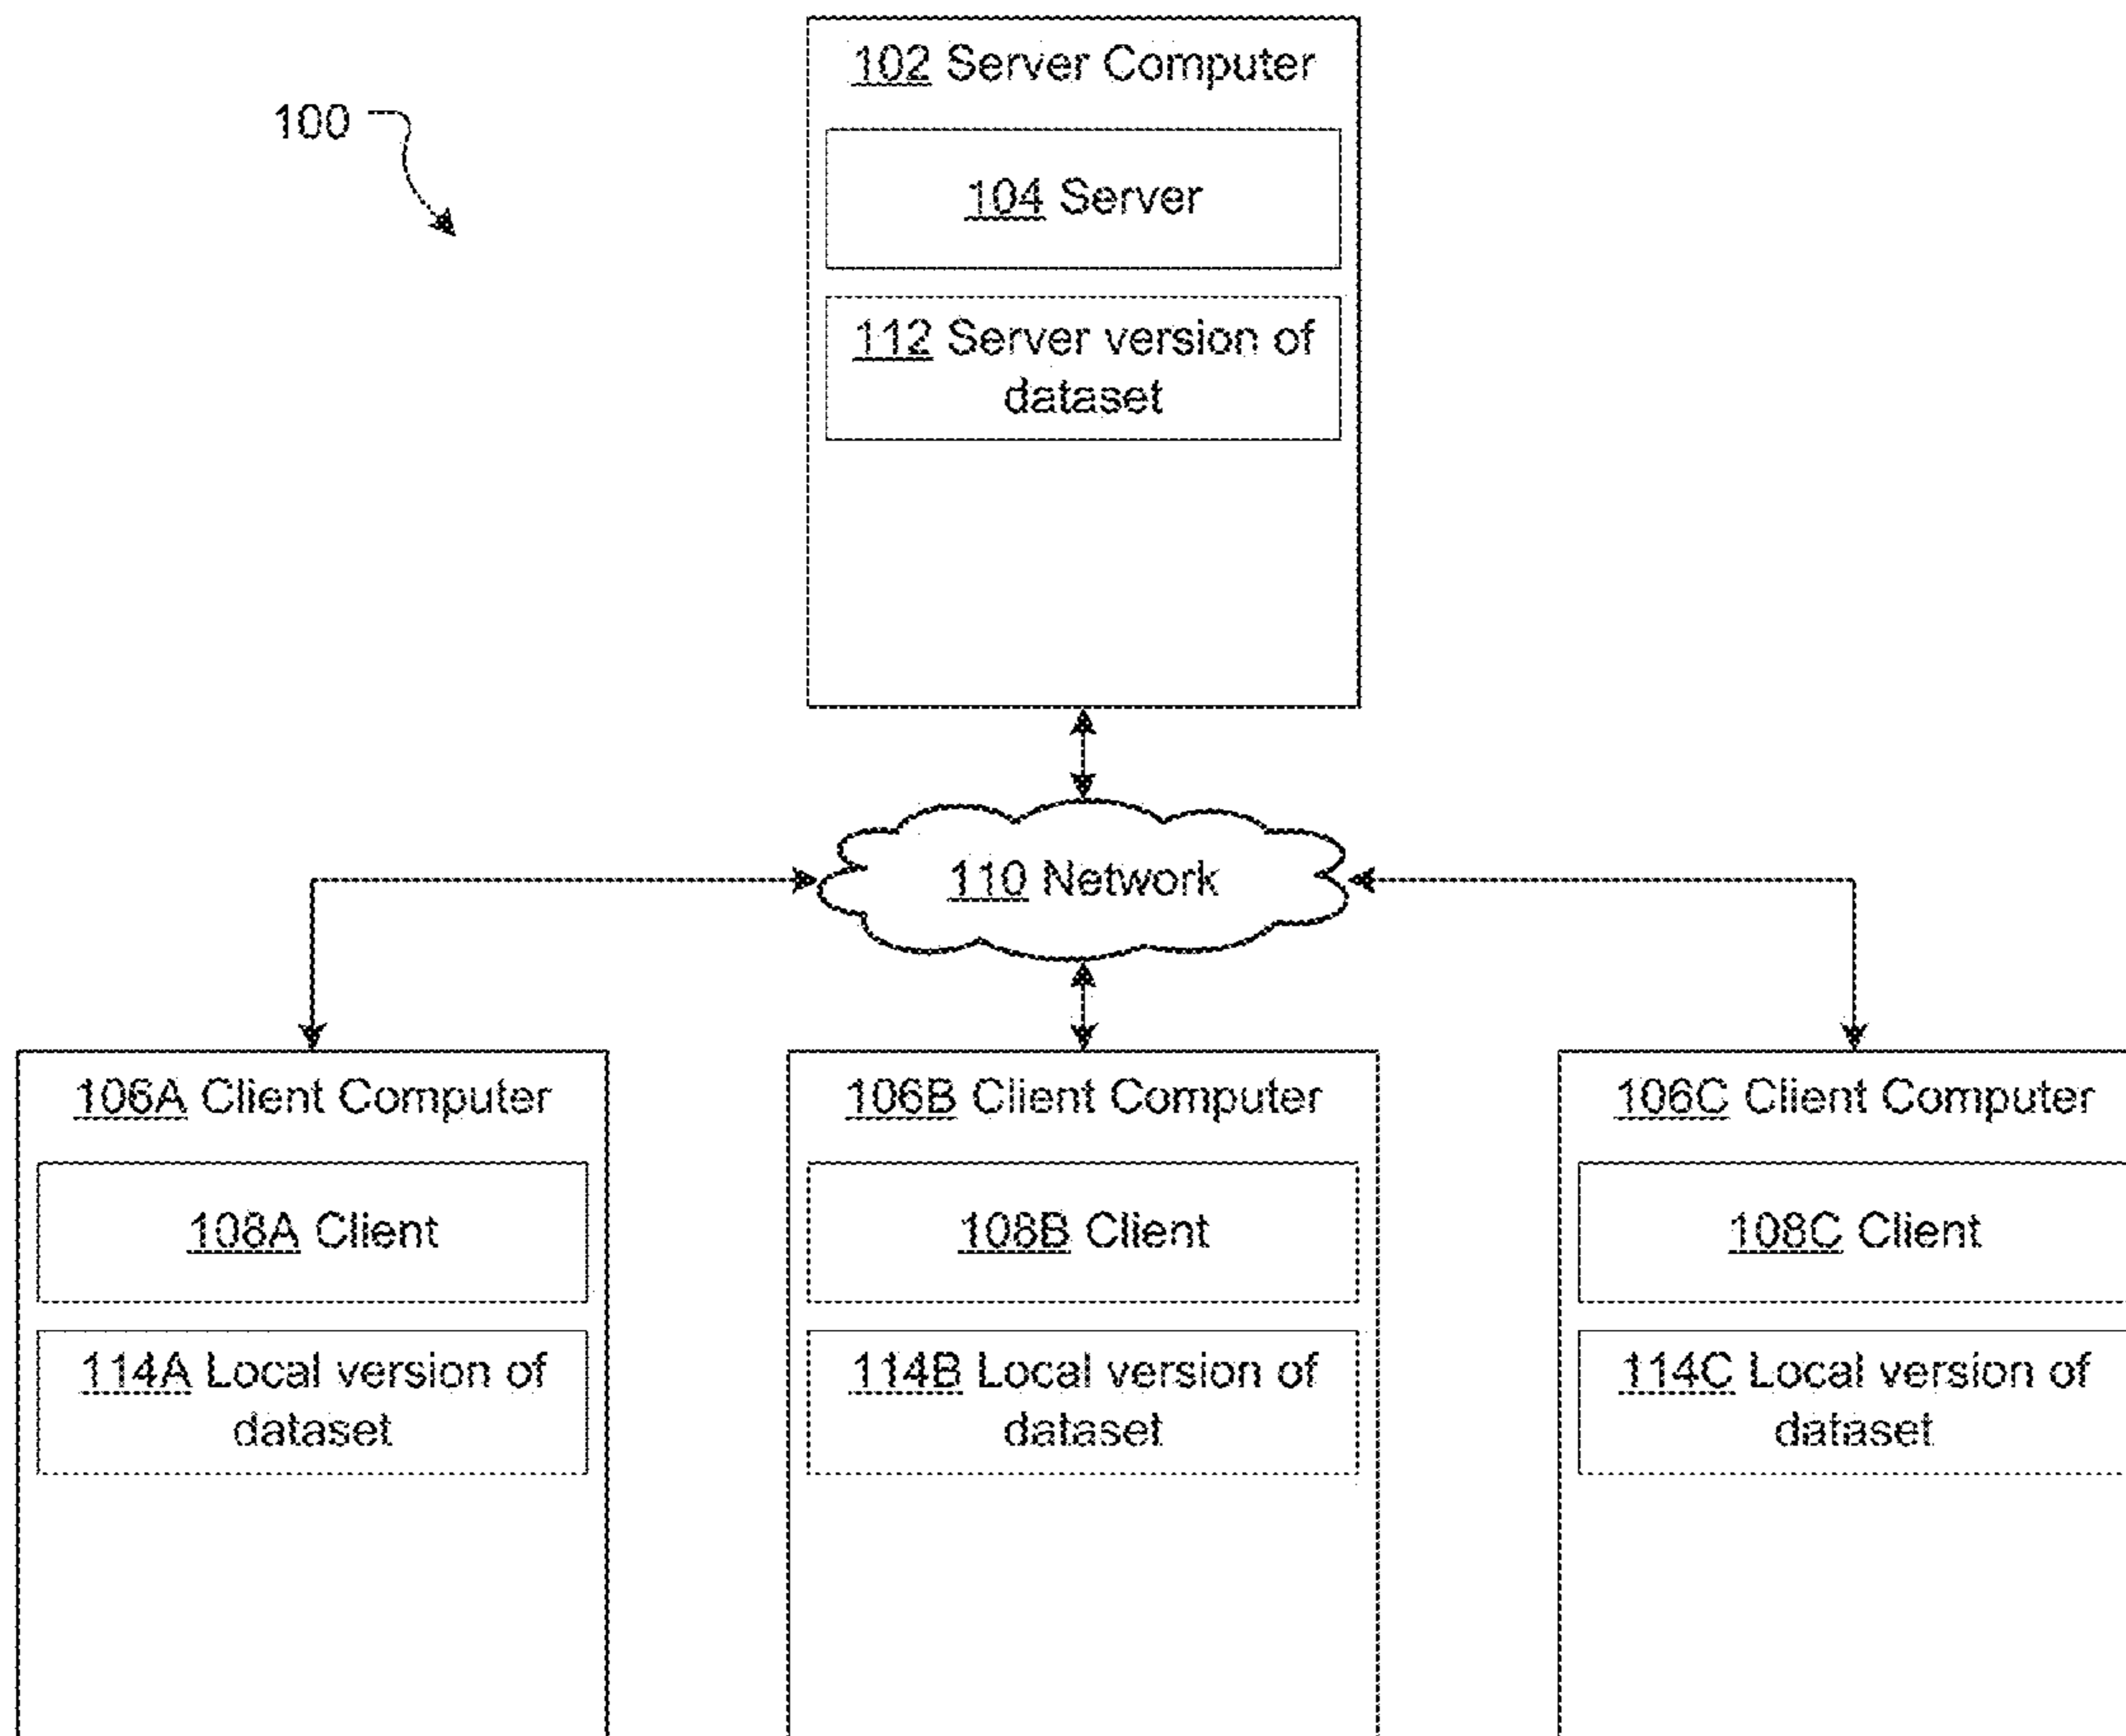 102 Server Computer
100
104 Server
112 Server version of
dataset
110 Network
106A Client Computer
108A Client
114A Local version of
dataset
106B Client Computer
108B Client
114B Local version of
dataset
106C Client Computer
108C Client
114C Local version of
dataset